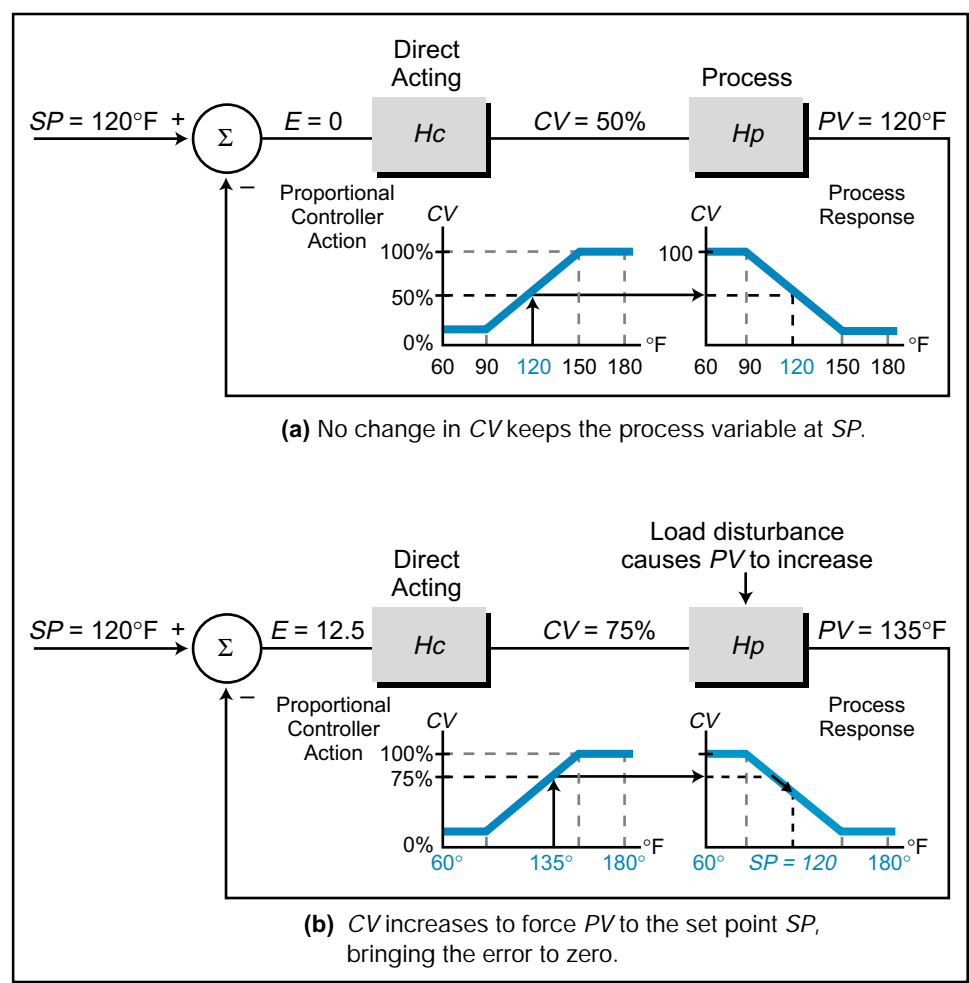 Direct
Acting
Process
SP = 120°F
+
Σ
E = 0
Hc
CV = 50%
Hp
PV = 120°F
–
Proportional
Controller
Action
CV
100%
50%
0%
60 90 120 150 180
°F
CV
100
60 90 120 150 180
°F
Process
Response
(a) No change in CV keeps the process variable at SP.
Load disturbance
causes PV to increase
Direct
Acting
SP = 120°F
+
Σ
E = 12.5
Hc
CV = 75%
Hp
PV = 135°F
–
Proportional
Controller
Action
CV
100%
75%
0%
60° 135° 180°
°F
CV
60° SP = 120 180°
°F
Process
Response
(b) CV increases to force PV to the set point SP,
bringing the error to zero.